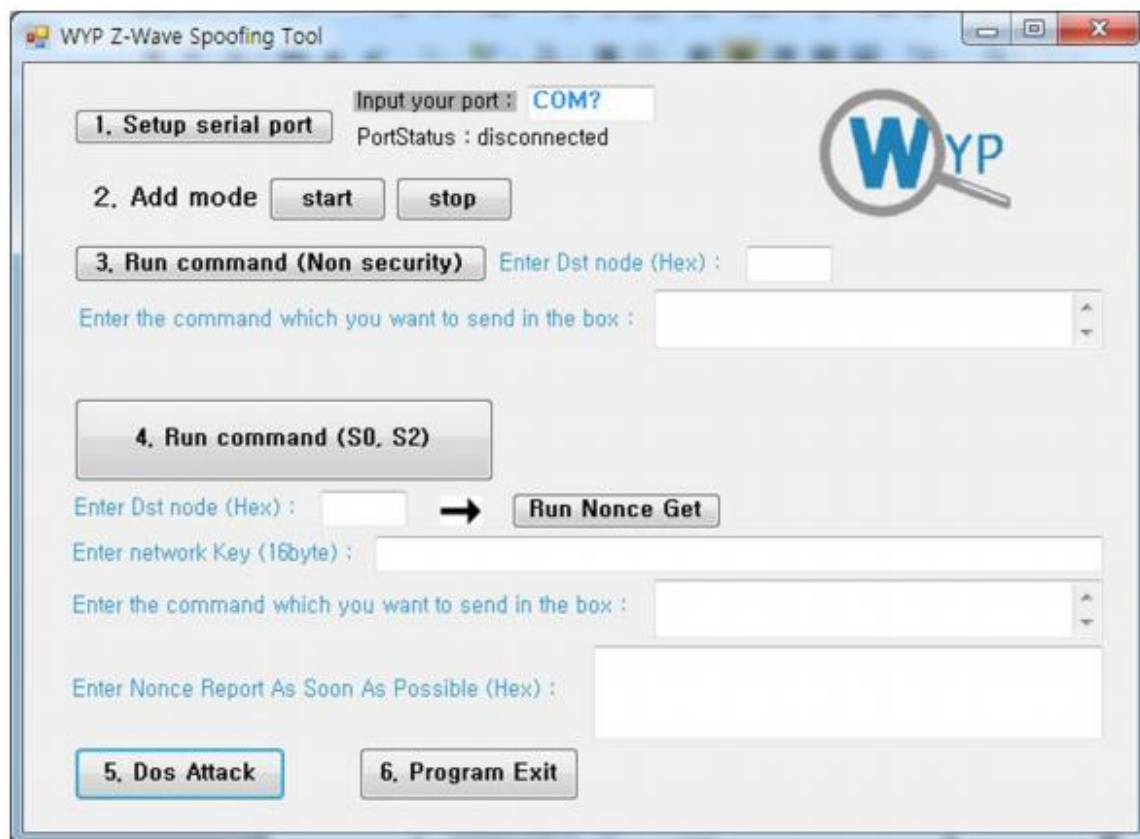 WYP Z-Wave Spoofing Tool
1. Setup serial port
Input your port : COM?
PortStatus : disconnected
WYP
2. Add mode start stop
3. Run command (Non security) Enter Dst node (Hex) :
Enter the command which you want to send in the box :
4. Run command (S0, S2)
Enter Dst node (Hex) : Run Nonce Get
Enter network Key (16byte) :
Enter the command which you want to send in the box :
Enter Nonce Report As Soon As Possible (Hex) :
5. Dos Attack 6. Program Exit